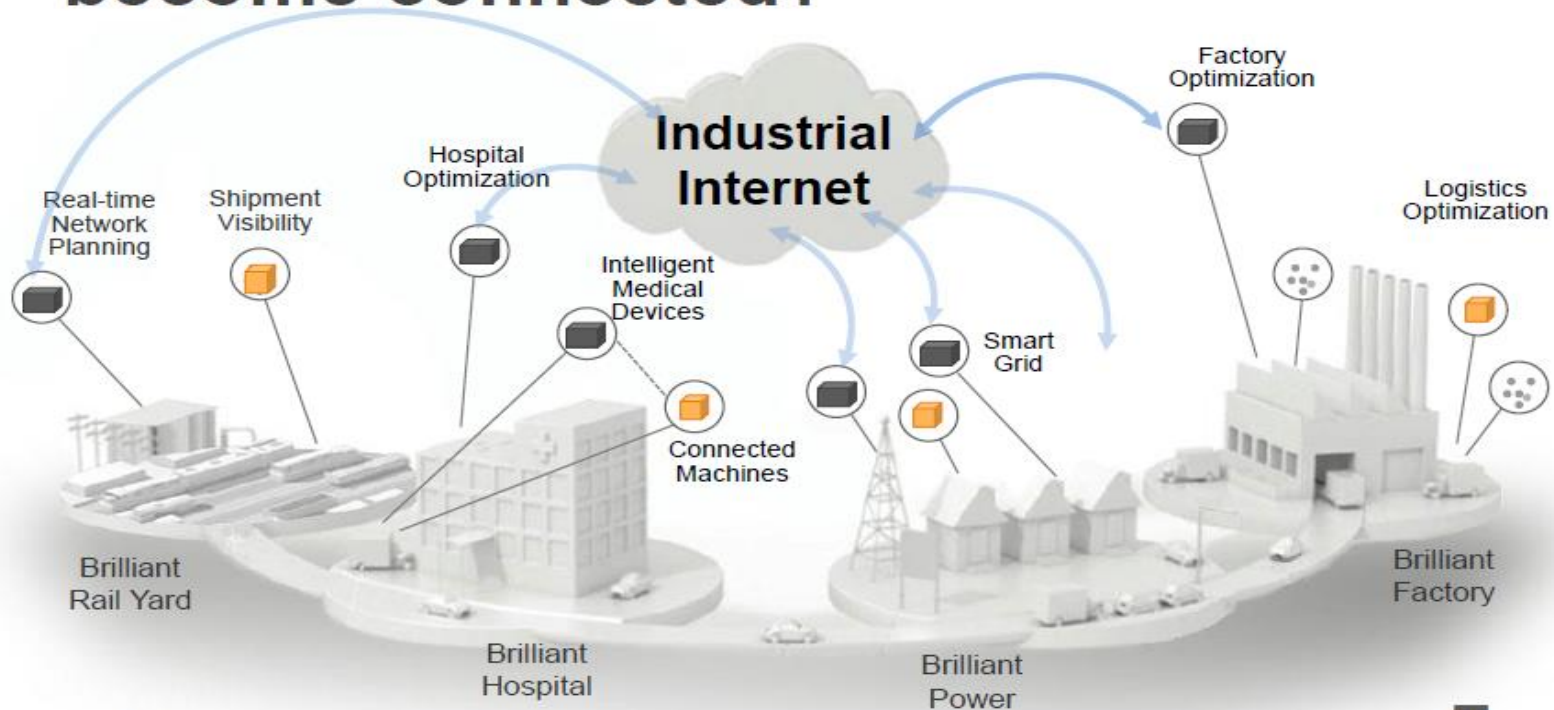 become connected?
Industrial
Internet
Factory
Optimization
Hospital
Optimization
Real-time
Network
Planning
Shipment
Visibility
Logistics
Optimization
Intelligent
Medical
Devices
Smart
Grid
Connected
Machines
Brilliant
Rail Yard
Brilliant
Hospital
Brilliant
Power
Brilliant
Factory